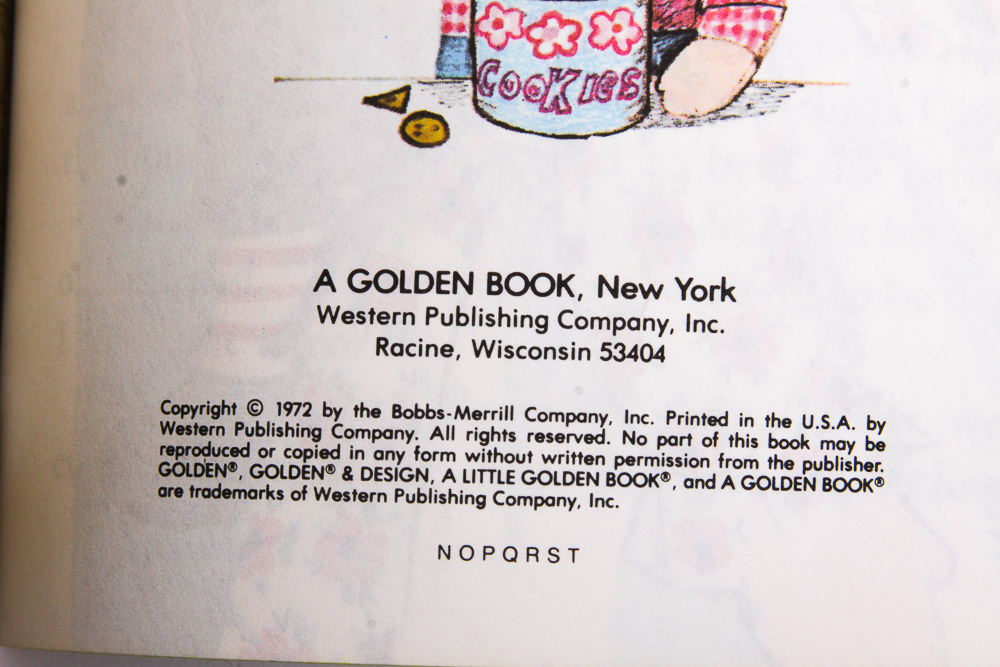 COOKIES
A GOLDEN BOOK, New York
Western Publishing Company, Inc.
Racine, Wisconsin 53404
Copyright © 1972 by the Bobbs-Merrill Company, Inc. Printed in the U.S.A. by
Western Publishing Company. All rights reserved. No part of this book may be
reproduced or copied in any form without written permission from the publisher.
GOLDEN®, GOLDEN® & DESIGN, A LITTLE GOLDEN BOOK®, and A GOLDEN BOOK®
are trademarks of Western Publishing Company, Inc.
NOPQRST